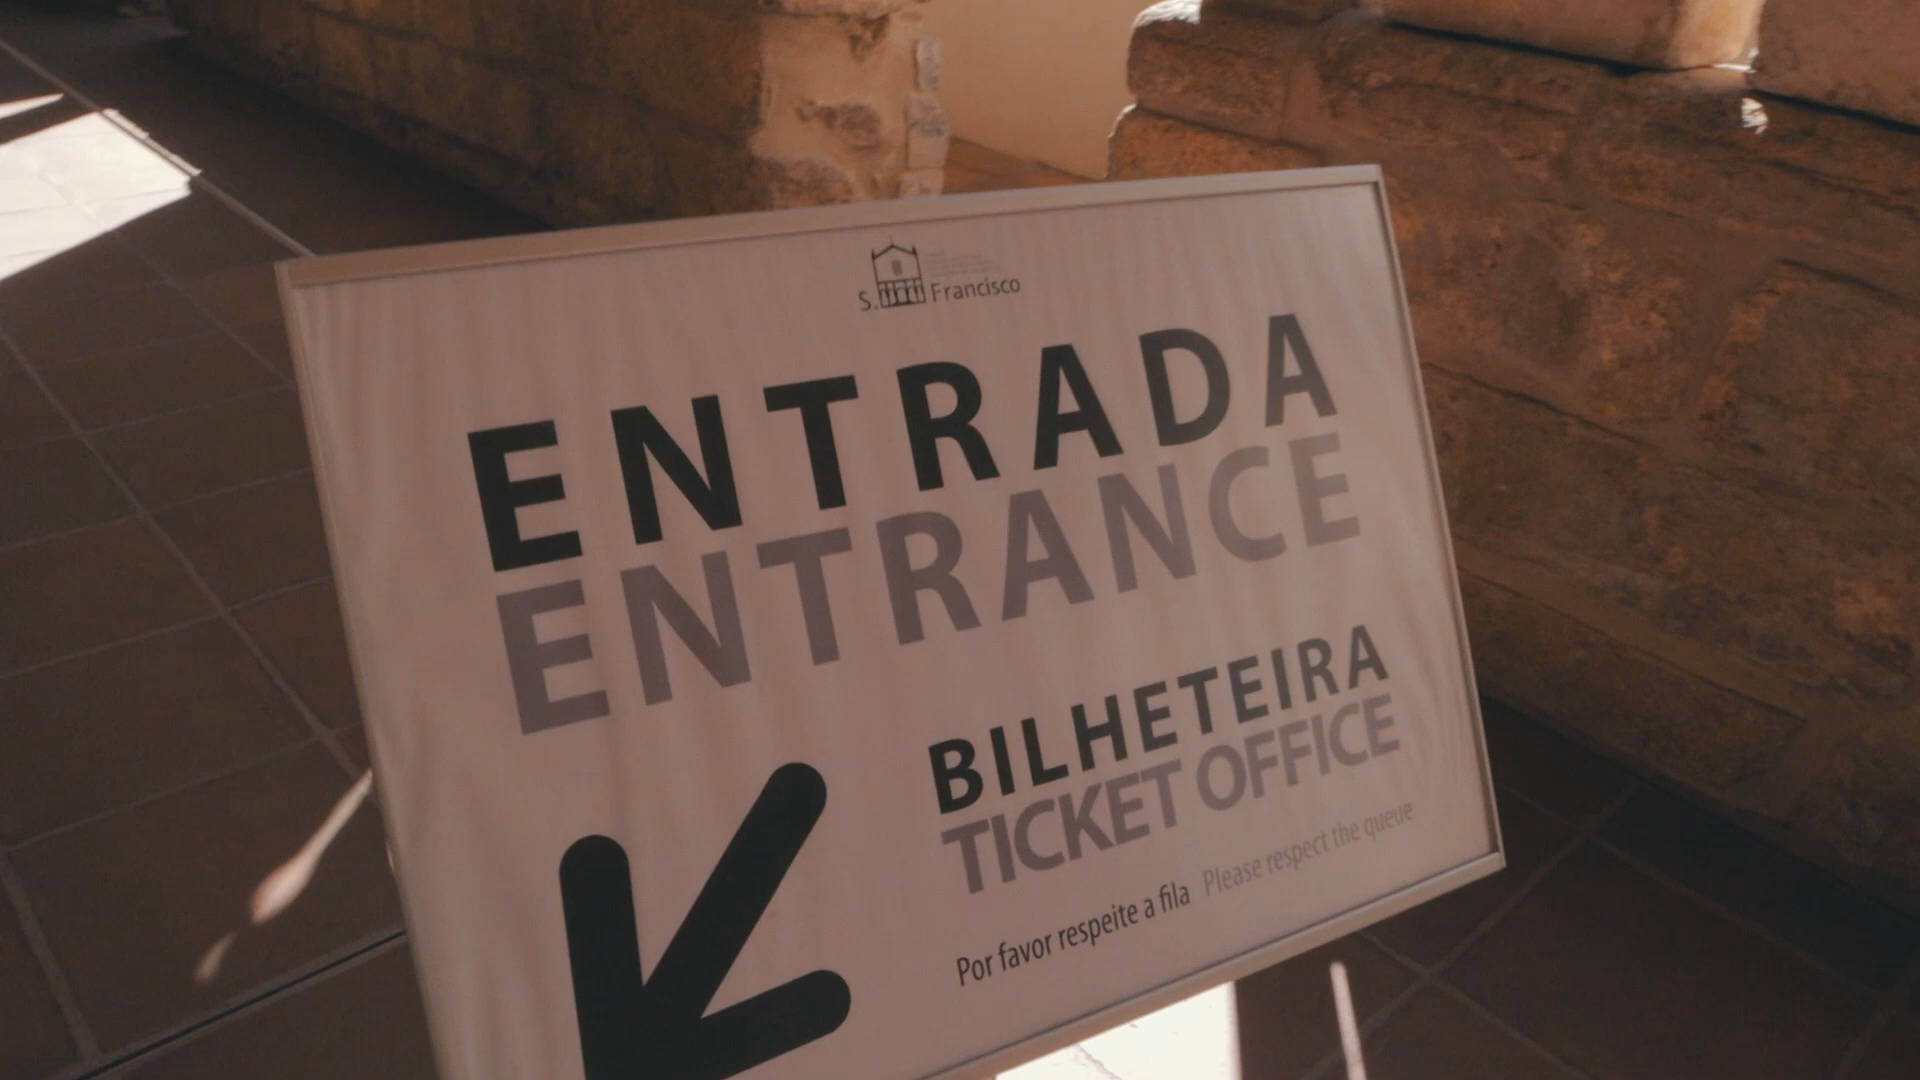 S. Francisco
ENTRADA
ENTRANCE
BILHETEIRA
TICKET OFFICE
Por favor respeite a fila Please respect the queue